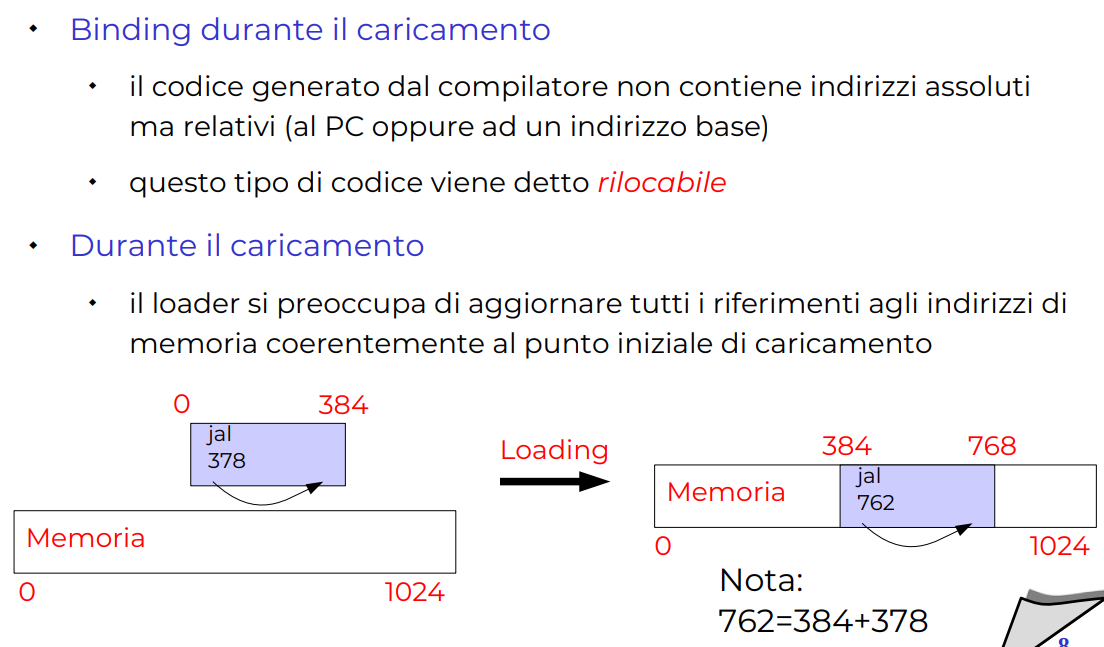 Binding durante il caricamento
il codice generato dal compilatore non contiene indirizzi assoluti
ma relativi (al PC oppure ad un indirizzo base)
questo tipo di codice viene detto rilocabile
Durante il caricamento
il loader si preoccupa di aggiornare tutti i riferimenti agli indirizzi di
memoria coerentemente al punto iniziale di caricamento
0 384
jal
378
Memoria
0 1024
Loading
384 768
jal
762
Memoria
0 1024
Nota:
762=384+378
8